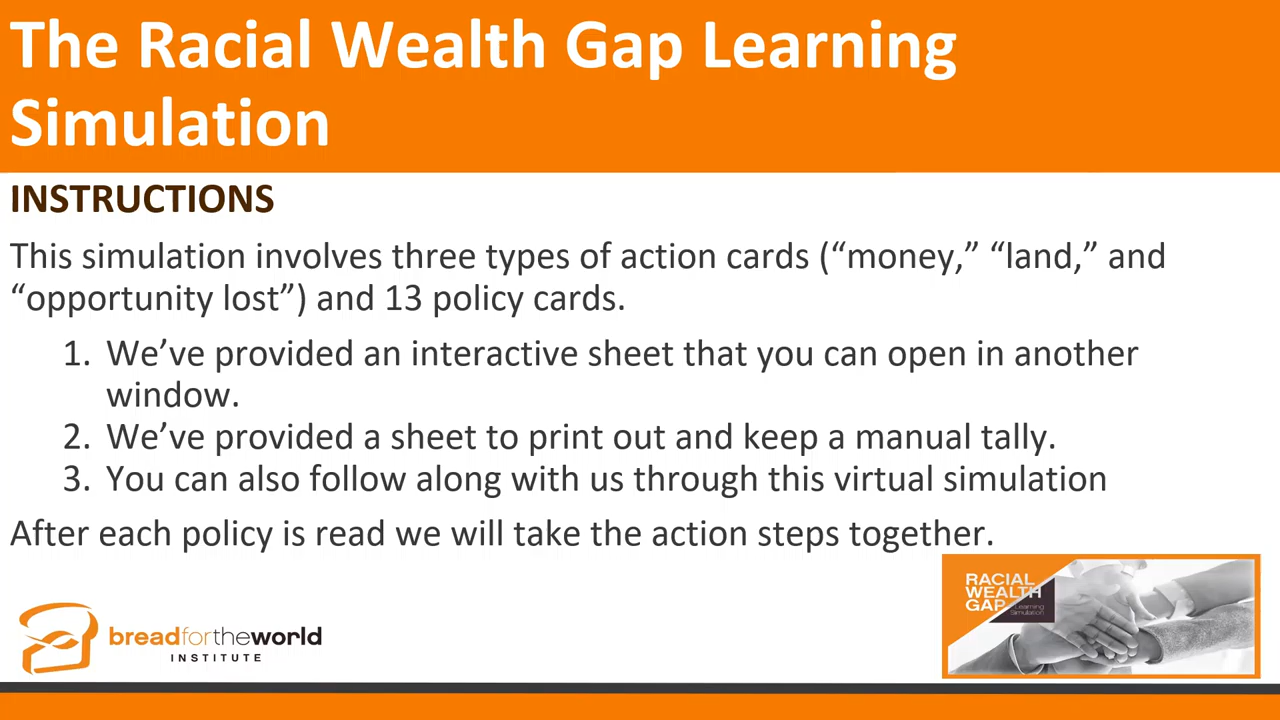 The Racial Wealth Gap Learning
Simulation
INSTRUCTIONS
This simulation involves three types of action cards (“money,” “land,” and
“opportunity lost”) and 13 policy cards.
1. We’ve provided an interactive sheet that you can open in another
window.
2. We’ve provided a sheet to print out and keep a manual tally.
3. You can also follow along with us through this virtual simulation
After each policy is read we will take the action steps together.
RACIAL
WEALTH
GAP Learning
Simulation
breadfortheworld
INSTITUTE